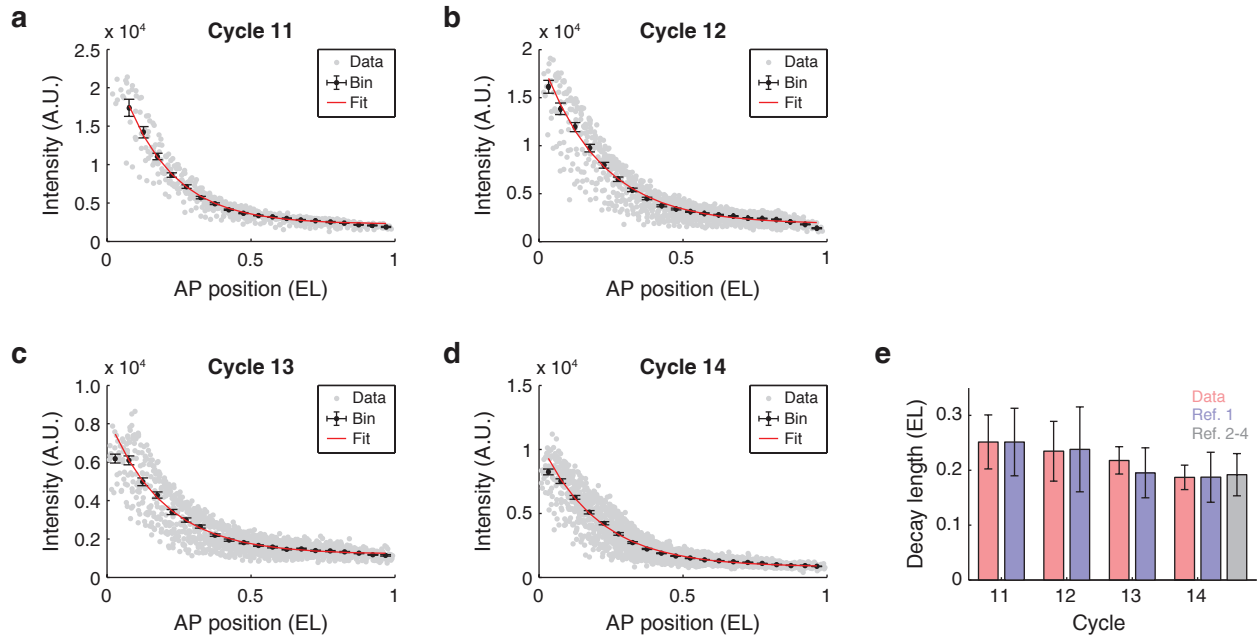 a
x 10⁴
Cycle 11
2.5
2
1.5
1
0.5
0
0
0.5
1
Intensity (A.U.)
AP position (EL)
Data
Bin
Fit
b
x 10⁴
Cycle 12
2
1.5
1
0.5
0
0
0.5
1
Intensity (A.U.)
AP position (EL)
Data
Bin
Fit
c
x 10⁴
Cycle 13
1.0
0.8
0.6
0.4
0.2
0
0
0.5
1
Intensity (A.U.)
AP position (EL)
Data
Bin
Fit
d
x 10⁴
Cycle 14
1.5
1.0
0.5
0
0
0.5
1
Intensity (A.U.)
AP position (EL)
Data
Bin
Fit
e
Data
Ref. 1
Ref. 2-4
0.3
0.2
0.1
0
Decay length (EL)
11
12
13
14
Cycle